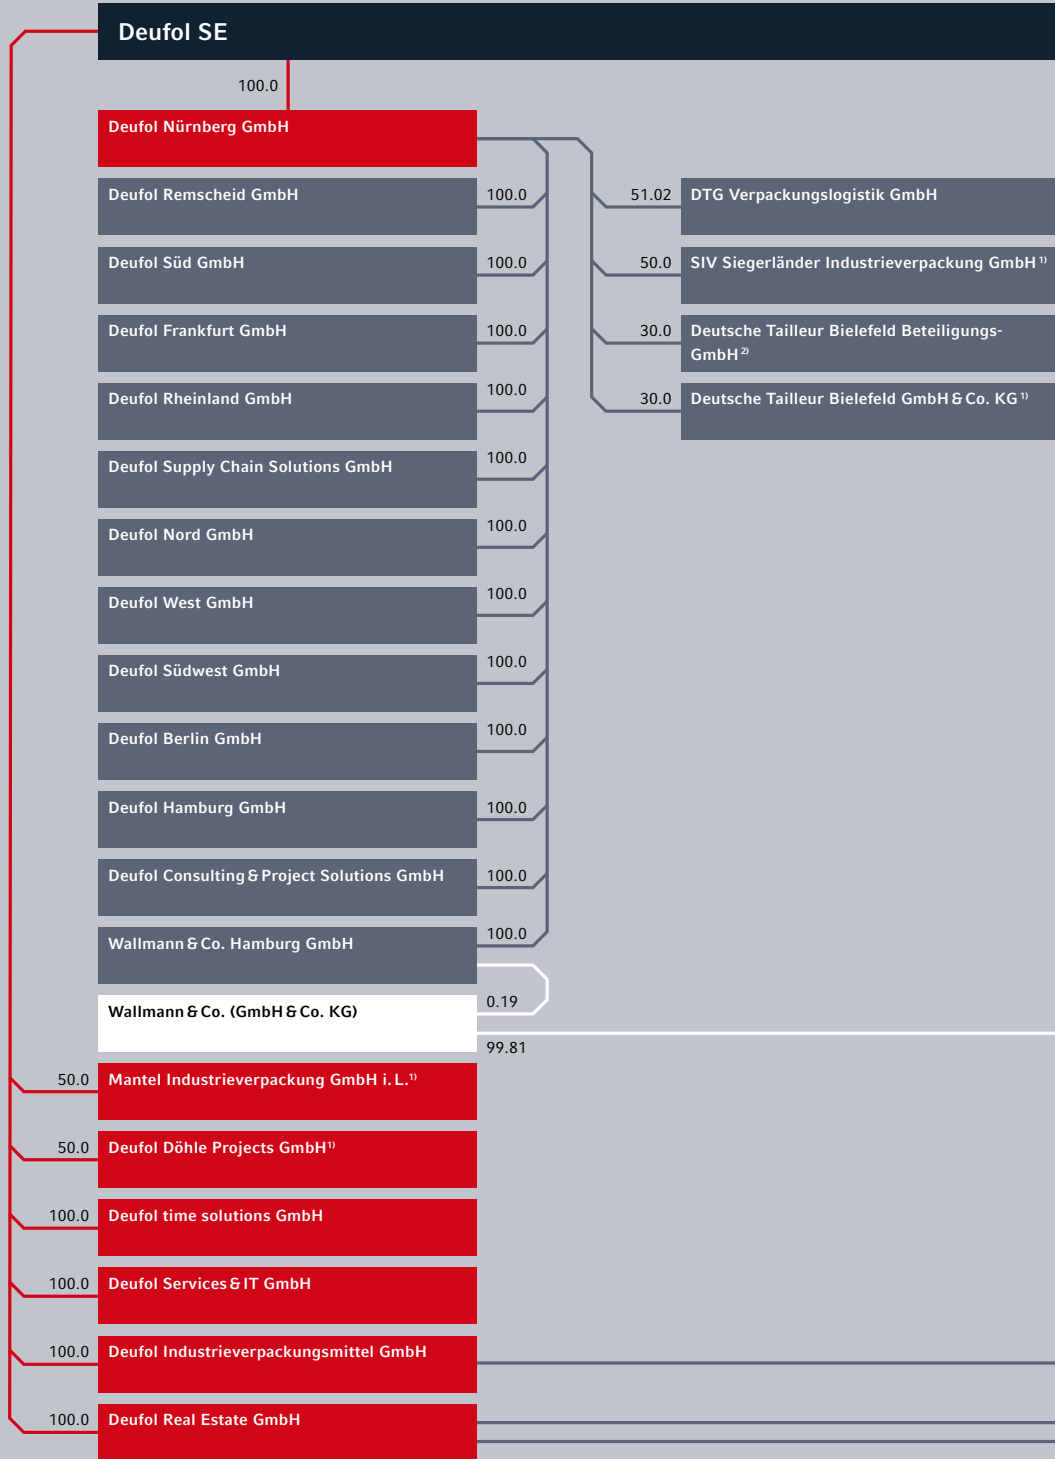 Deufol SE
100.0
Deufol Nürnberg GmbH
Deufol Remscheid GmbH
100.0
51.02
DTG Verpackungslogistik GmbH
Deufol Süd GmbH
100.0
50.0
SIV Siegerländer Industrieverpackung GmbH 1)
Deufol Frankfurt GmbH
100.0
30.0
Deutsche Tailleur Bielefeld Beteiligungs-
GmbH 2)
Deufol Rheinland GmbH
100.0
30.0
Deutsche Tailleur Bielefeld GmbH & Co. KG 1)
Deufol Supply Chain Solutions GmbH
100.0
Deufol Nord GmbH
100.0
Deufol West GmbH
100.0
Deufol Südwest GmbH
100.0
Deufol Berlin GmbH
100.0
Deufol Hamburg GmbH
100.0
Deufol Consulting & Project Solutions GmbH
100.0
Wallmann & Co. Hamburg GmbH
100.0
Wallmann & Co. (GmbH & Co. KG)
0.19
99.81
50.0
Mantel Industrieverpackung GmbH i. L. 1)
50.0
Deufol Döhle Projects GmbH 1)
100.0
Deufol time solutions GmbH
100.0
Deufol Services & IT GmbH
100.0
Deufol Industrieverpackungsmittel GmbH
100.0
Deufol Real Estate GmbH